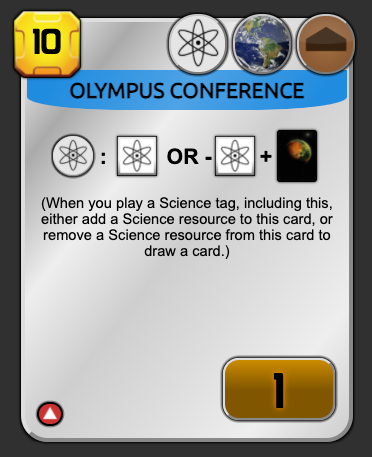 10
OLYMPUS CONFERENCE
: OR - +
(When you play a Science tag, including this,
either add a Science resource to this card, or
remove a Science resource from this card to
draw a card.)
1